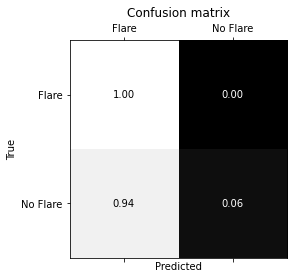 Confusion matrix
Flare No Flare
Flare 1.00 0.00
True
No Flare 0.94 0.06
Predicted